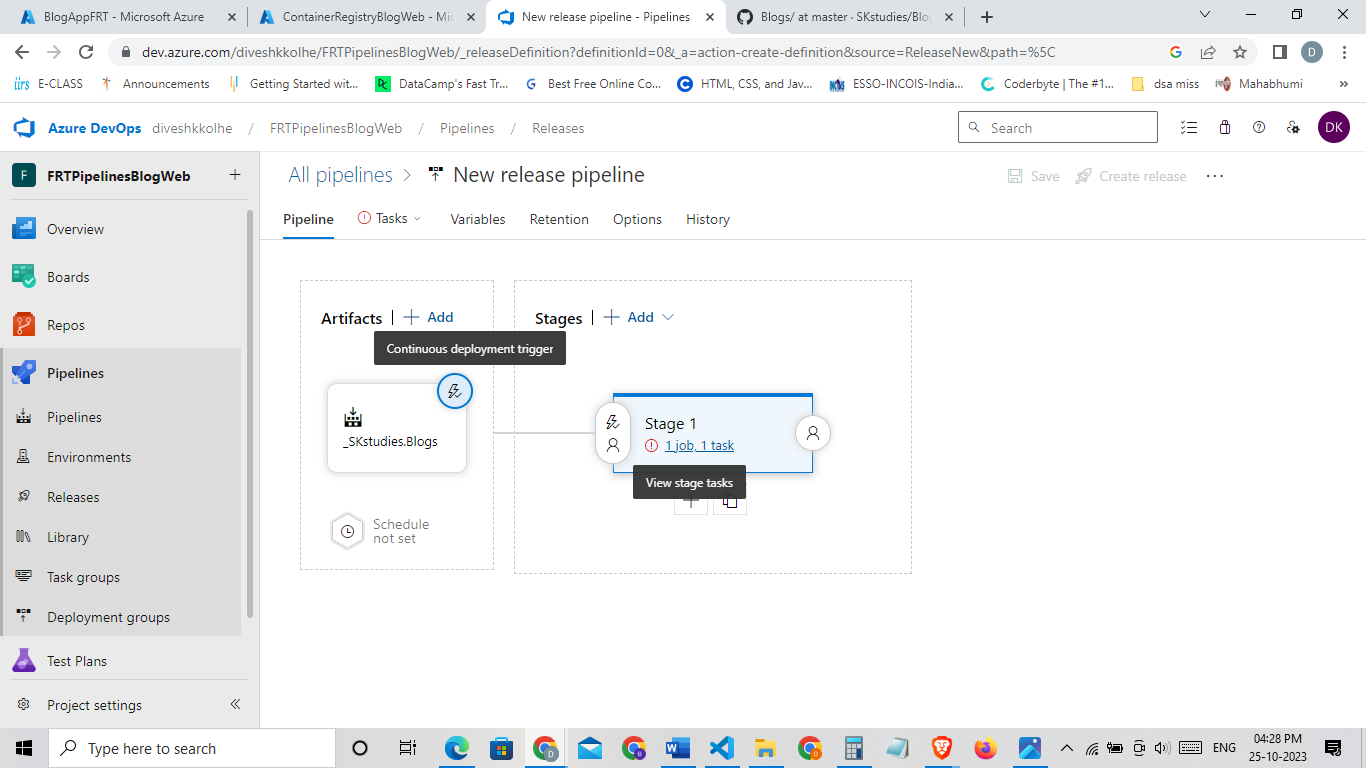 BlogAppFRT - Microsoft Azure
ContainerRegistryBlogWeb - Mic
New release pipeline - Pipelines
Blogs/ at master · SKstudies/Blog
dev.azure.com/diveshkkolhe/FRTPipelinesBlogWeb/_releaseDefinition?definitionId=0&_a=action-create-definition&source=ReleaseNew&path=%5C
D
E-CLASS
Announcements
Getting Started wit...
DataCamp's Fast Tr...
Best Free Online Co...
HTML, CSS, and Jav...
ESSO-INCOIS-India...
Coderbyte | The #1...
dsa miss
Mahabhumi
»
Azure DevOps
diveshkkolhe / FRTPipelinesBlogWeb / Pipelines / Releases
Search
DK
F FRTPipelinesBlogWeb +
Overview
Boards
Repos
Pipelines
Pipelines
Environments
Releases
Library
Task groups
Deployment groups
Test Plans
Project settings
All pipelines > New release pipeline
Save
Create release
...
Pipeline
Tasks
Variables
Retention
Options
History
Artifacts | + Add
Continuous deployment trigger
_SKstudies.Blogs
Schedule
not set
Stages | + Add
Stage 1
1 job, 1 task
View stage tasks
Type here to search
ENG
04:28 PM
25-10-2023